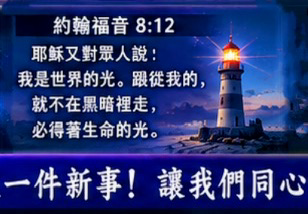 約翰福音 8:12
耶穌又對眾人說：
我是世界的光。跟從我的，
就不在黑暗裡走，
必得著生命的光。
一件新事！讓我們同心